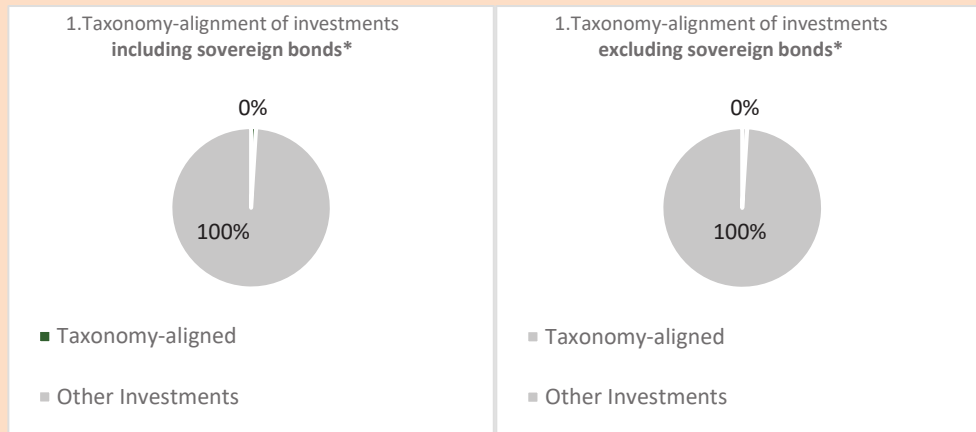 1.Taxonomy-alignment of investments
including sovereign bonds*
0%
100%
Taxonomy-aligned
Other Investments
1.Taxonomy-alignment of investments
excluding sovereign bonds*
0%
100%
Taxonomy-aligned
Other Investments